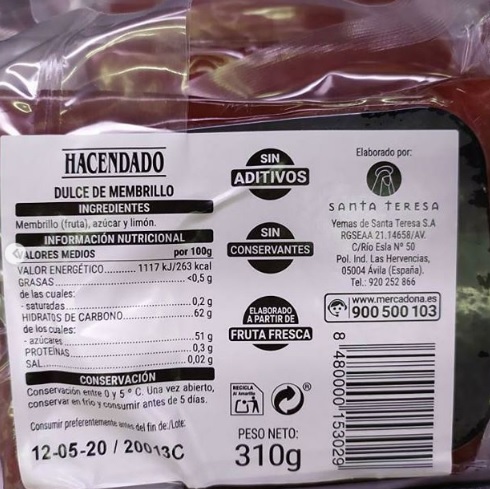 HACENDADO
DULCE DE MEMBRILLO
INGREDIENTES
Membrillo (fruta), azúcar y limón.
INFORMACIÓN NUTRICIONAL
VALORES MEDIOS por 100g
VALOR ENERGÉTICO............ 1117 kJ/263 kcal
GRASAS............<0,5 g
de las cuales:
- saturadas............0,2 g
HIDRATOS DE CARBONO............62 g
de los cuales:
- azúcares............51 g
PROTEÍNAS............0,3 g
SAL............0,02 g
CONSERVACIÓN
Conservación entre 0 y 5 ° C. Una vez abierto,
conservar en frío y consumir antes de 5 días.
Consumir preferentemente antes del fin de:/Lote:
12-05-20 / 20013C
SIN
ADITIVOS
SIN
CONSERVANTES
ELABORADO
A PARTIR DE
FRUTA FRESCA
RECICLA
Al Amarillo
®
PESO NETO:
310g
Elaborado por:
SANTA TERESA
Yemas de Santa Teresa S.A
RGSEAA 21.14658/AV.
C/Río Esla Nº 50
Pol. Ind. Las Hervencias,
05004 Ávila (España).
Tel.: 920 252 866
www.mercadona.es
900 500 103
8 480000 153029